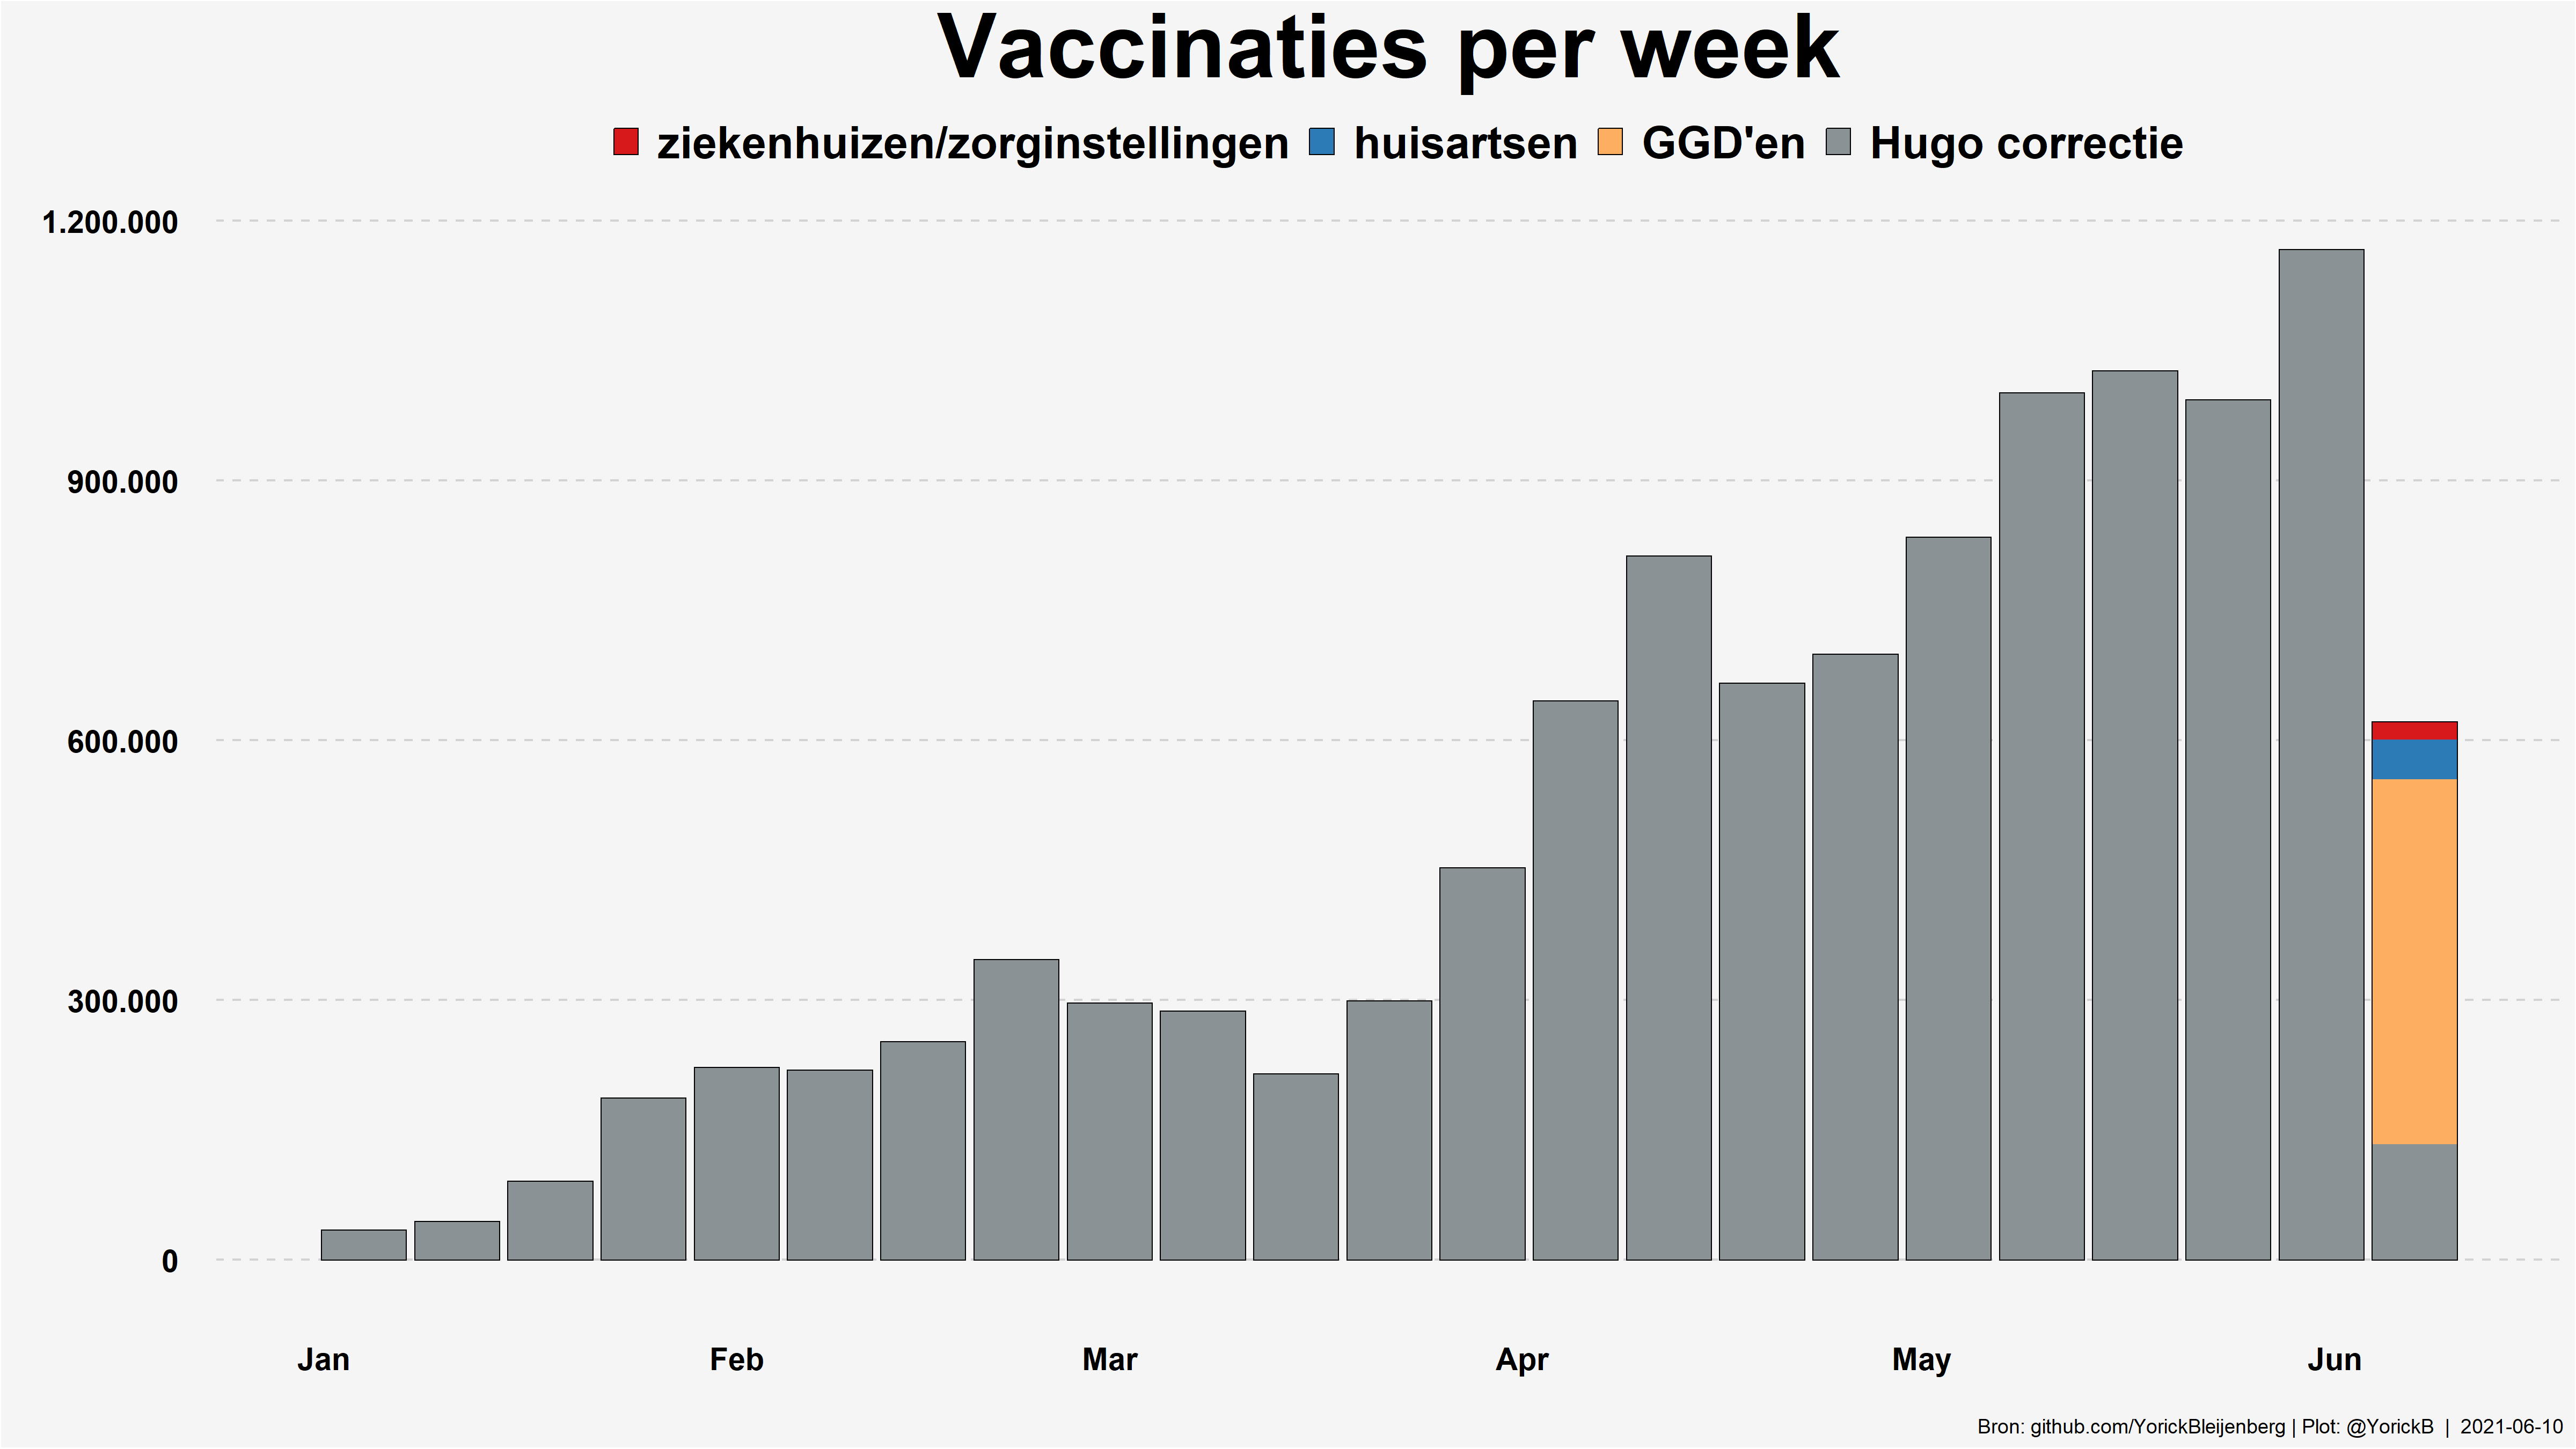 Vaccinaties per week
ziekenhuizen/zorginstellingen huisartsen GGD'en Hugo correctie
1.200.000
900.000
600.000
300.000
0
Jan Feb Mar Apr May Jun
Bron: github.com/YorickBleijenberg | Plot: @YorickB | 2021-06-10